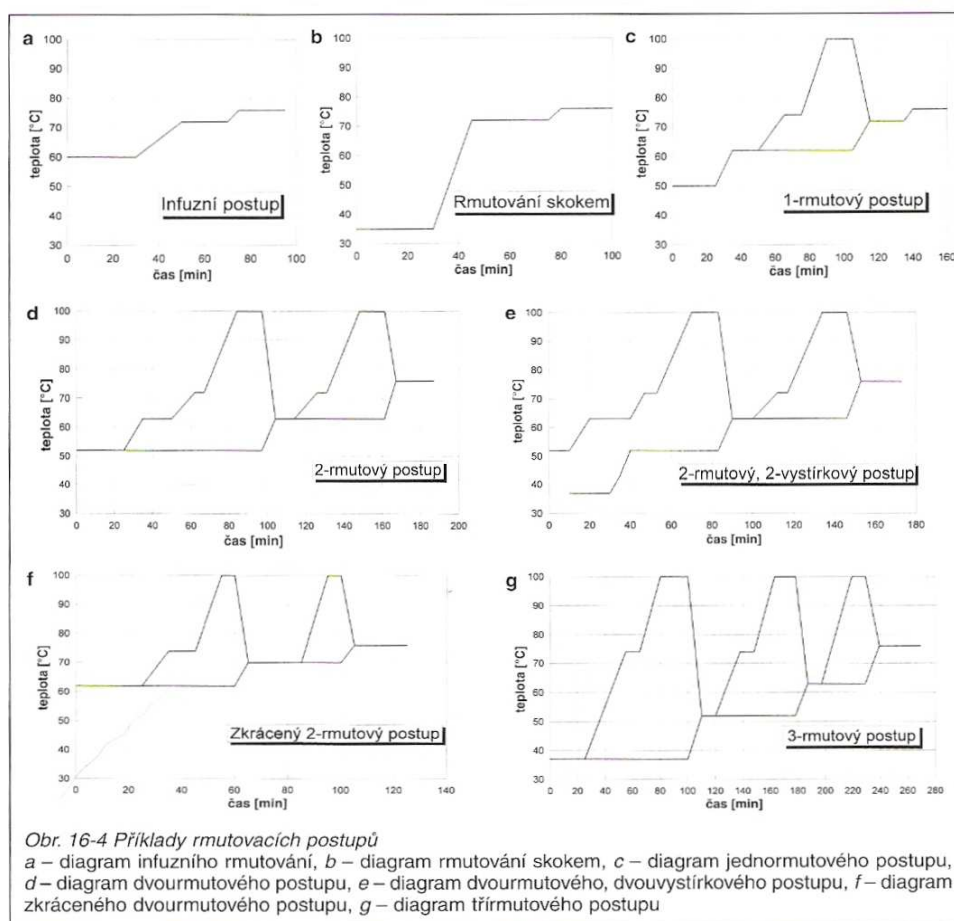 a
100
90
80
70
60
50
40
30
teplota [°C]
0 20 40 60 80 100
čas [min]
Infuzní postup
b
100
90
80
70
60
50
40
30
teplota [°C]
0 20 40 60 80 100
čas [min]
Rmutování skokem
c
100
90
80
70
60
50
40
30
teplota [°C]
0 20 40 60 80 100 120 140 160
čas [min]
1-rmutový postup
d
100
90
80
70
60
50
40
30
teplota [°C]
0 20 40 60 80 100 120 140 160 180 200
čas [min]
2-rmutový postup
e
100
90
80
70
60
50
40
30
teplota [°C]
0 20 40 60 80 100 120 140 160 180
čas [min]
2-rmutový, 2-vystírkový postup
f
100
90
80
70
60
50
40
30
teplota [°C]
0 20 40 60 80 100 120 140
čas [min]
Zkrácený 2-rmutový postup
g
100
90
80
70
60
50
40
30
teplota [°C]
0 20 40 60 80 100 120 140 160 180 200 220 240 260 280
čas [min]
3-rmutový postup
Obr. 16-4 Příklady rmutovacích postupů
a – diagram infuzního rmutování, b – diagram rmutování skokem, c – diagram jednormutového postupu,
d – diagram dvourmutového postupu, e – diagram dvourmutového, dvouvystírkového postupu, f – diagram
zkráceného dvourmutového postupu, g – diagram třírmutového postupu